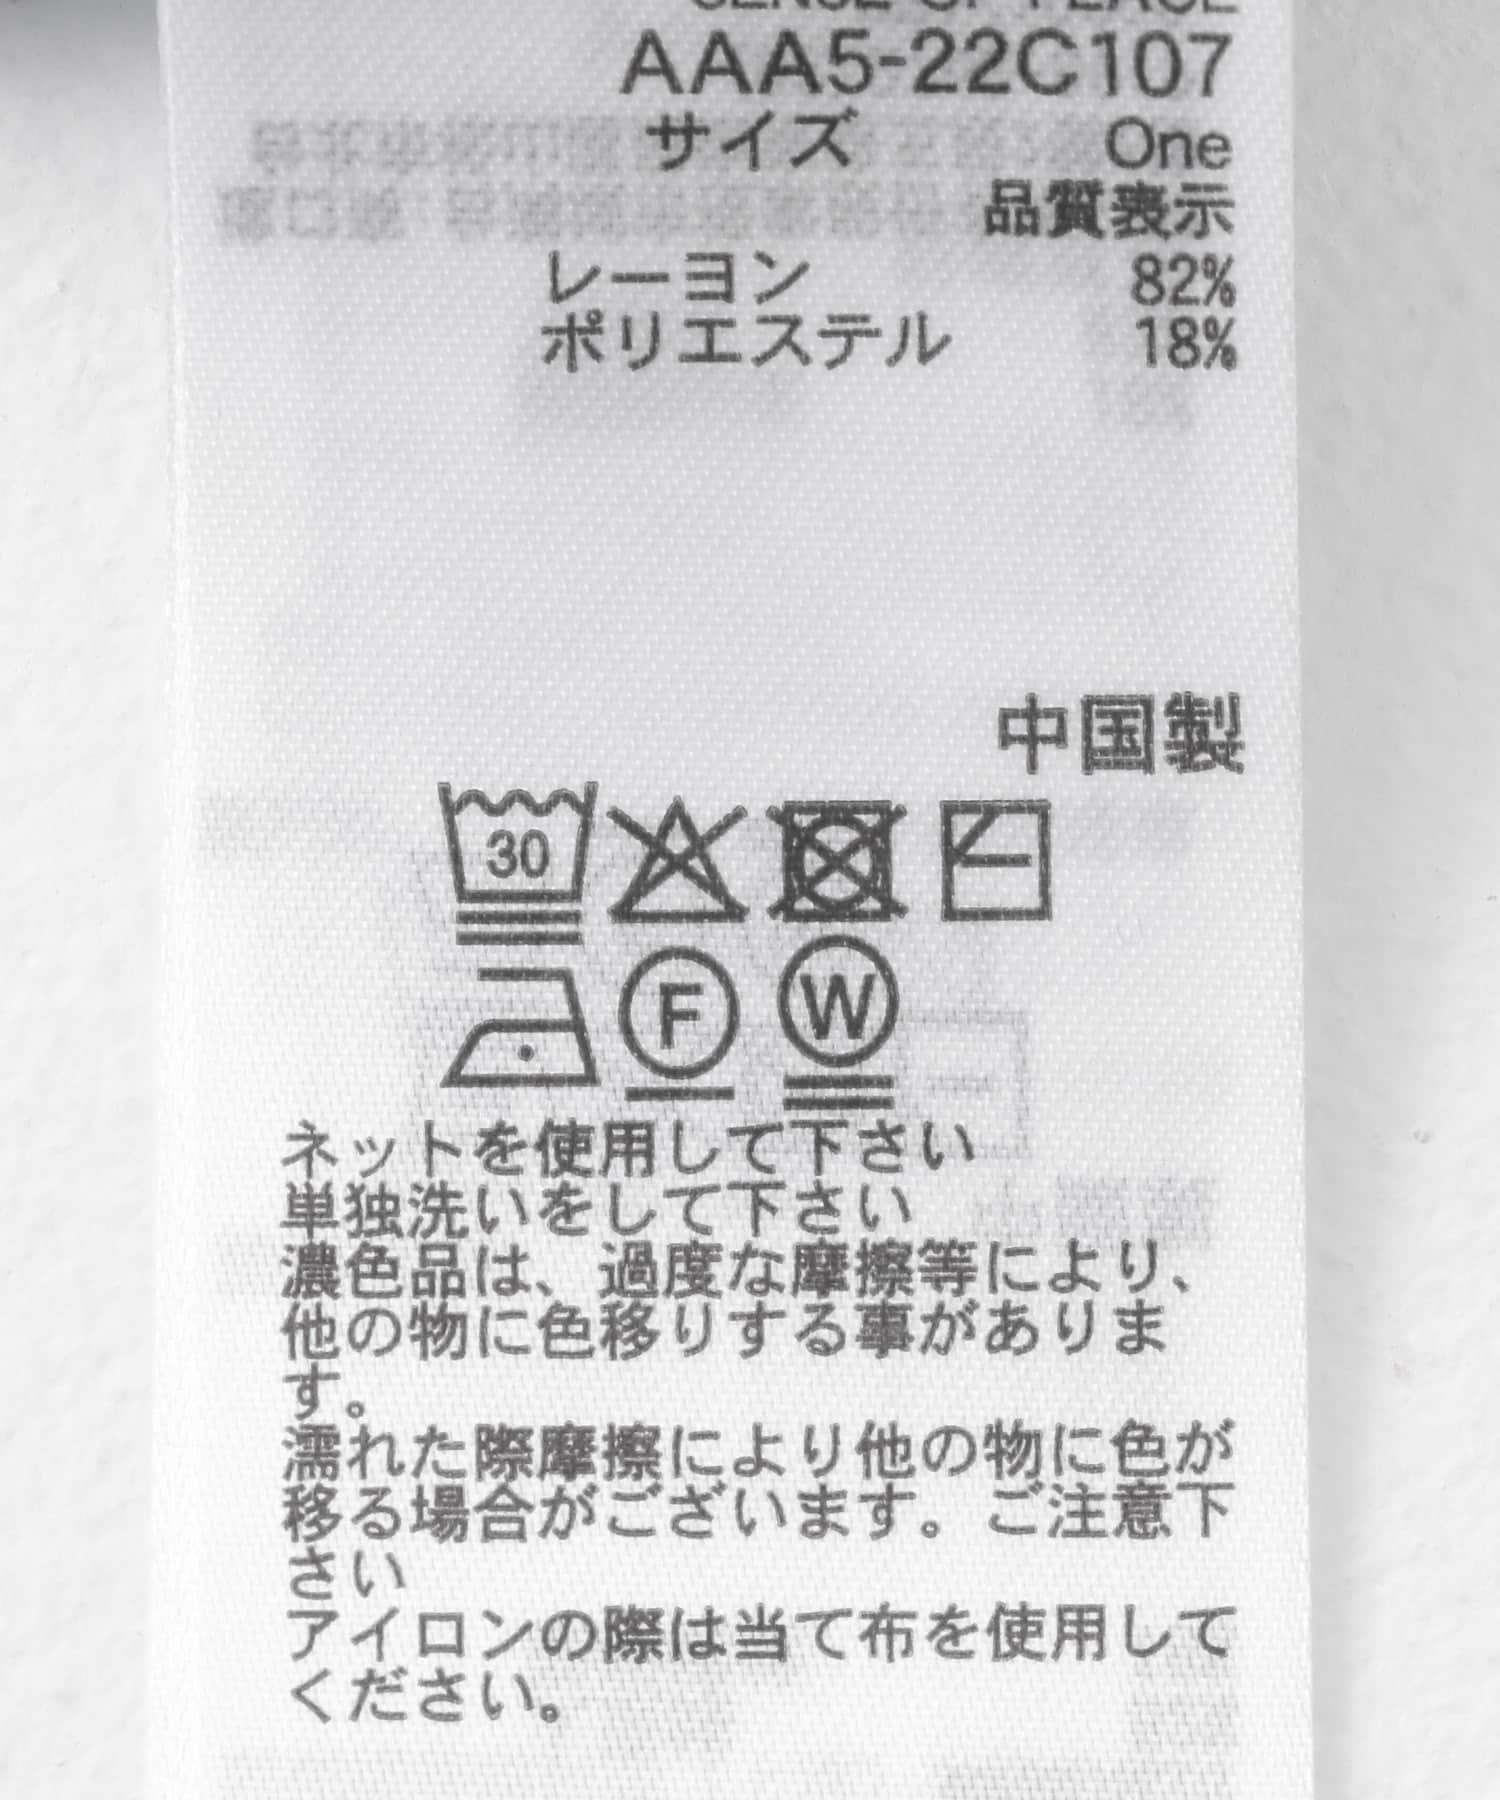 SENSE OF PLACE
AAA5-22C107
サイズ One
品質表示
レーヨン 82%
ポリエステル 18%
中国製
30
F W
ネットを使用して下さい
単独洗いをして下さい
濃色品は、過度な摩擦等により、
他の物に色移りする事がありま
す。
濡れた際摩擦により他の物に色が
移る場合がございます。ご注意下
さい
アイロンの際は当て布を使用して
ください。